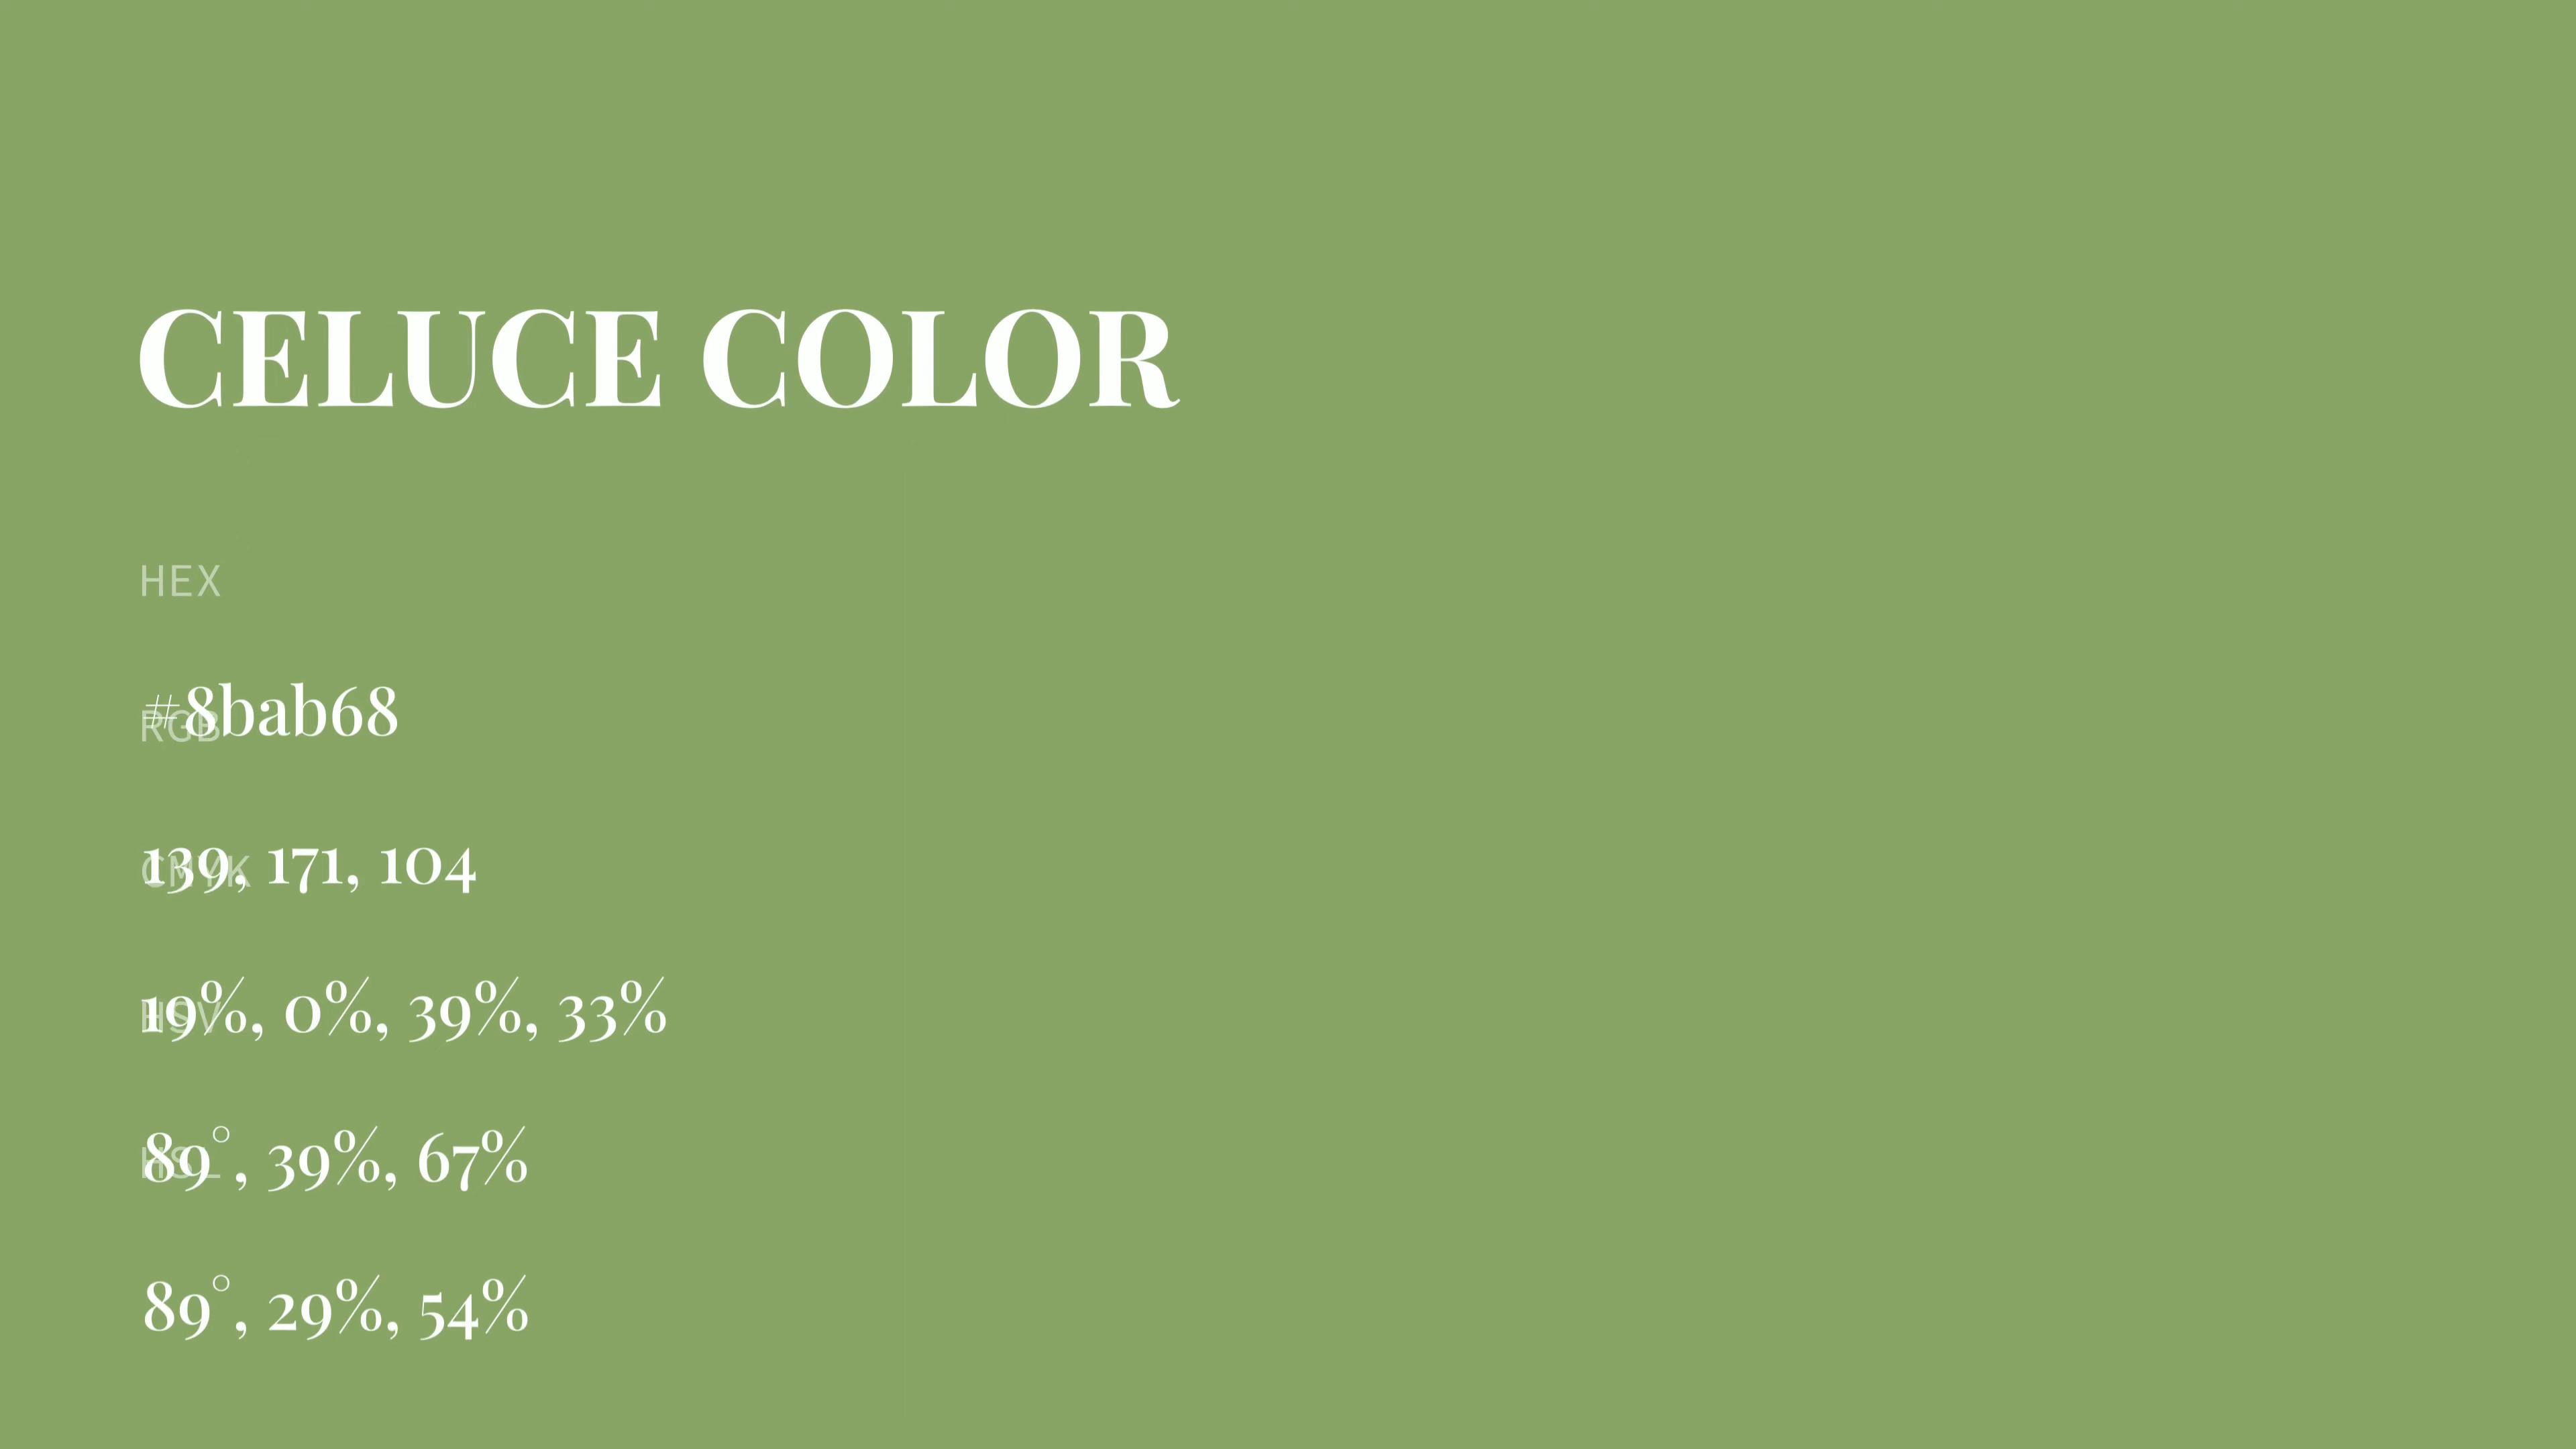 CELUCE COLOR
HEX
#8bab68
RGB
139, 171, 104
CMYK
19%, 0%, 39%, 33%
HSV
89°, 39%, 67%
HSL
89°, 29%, 54%